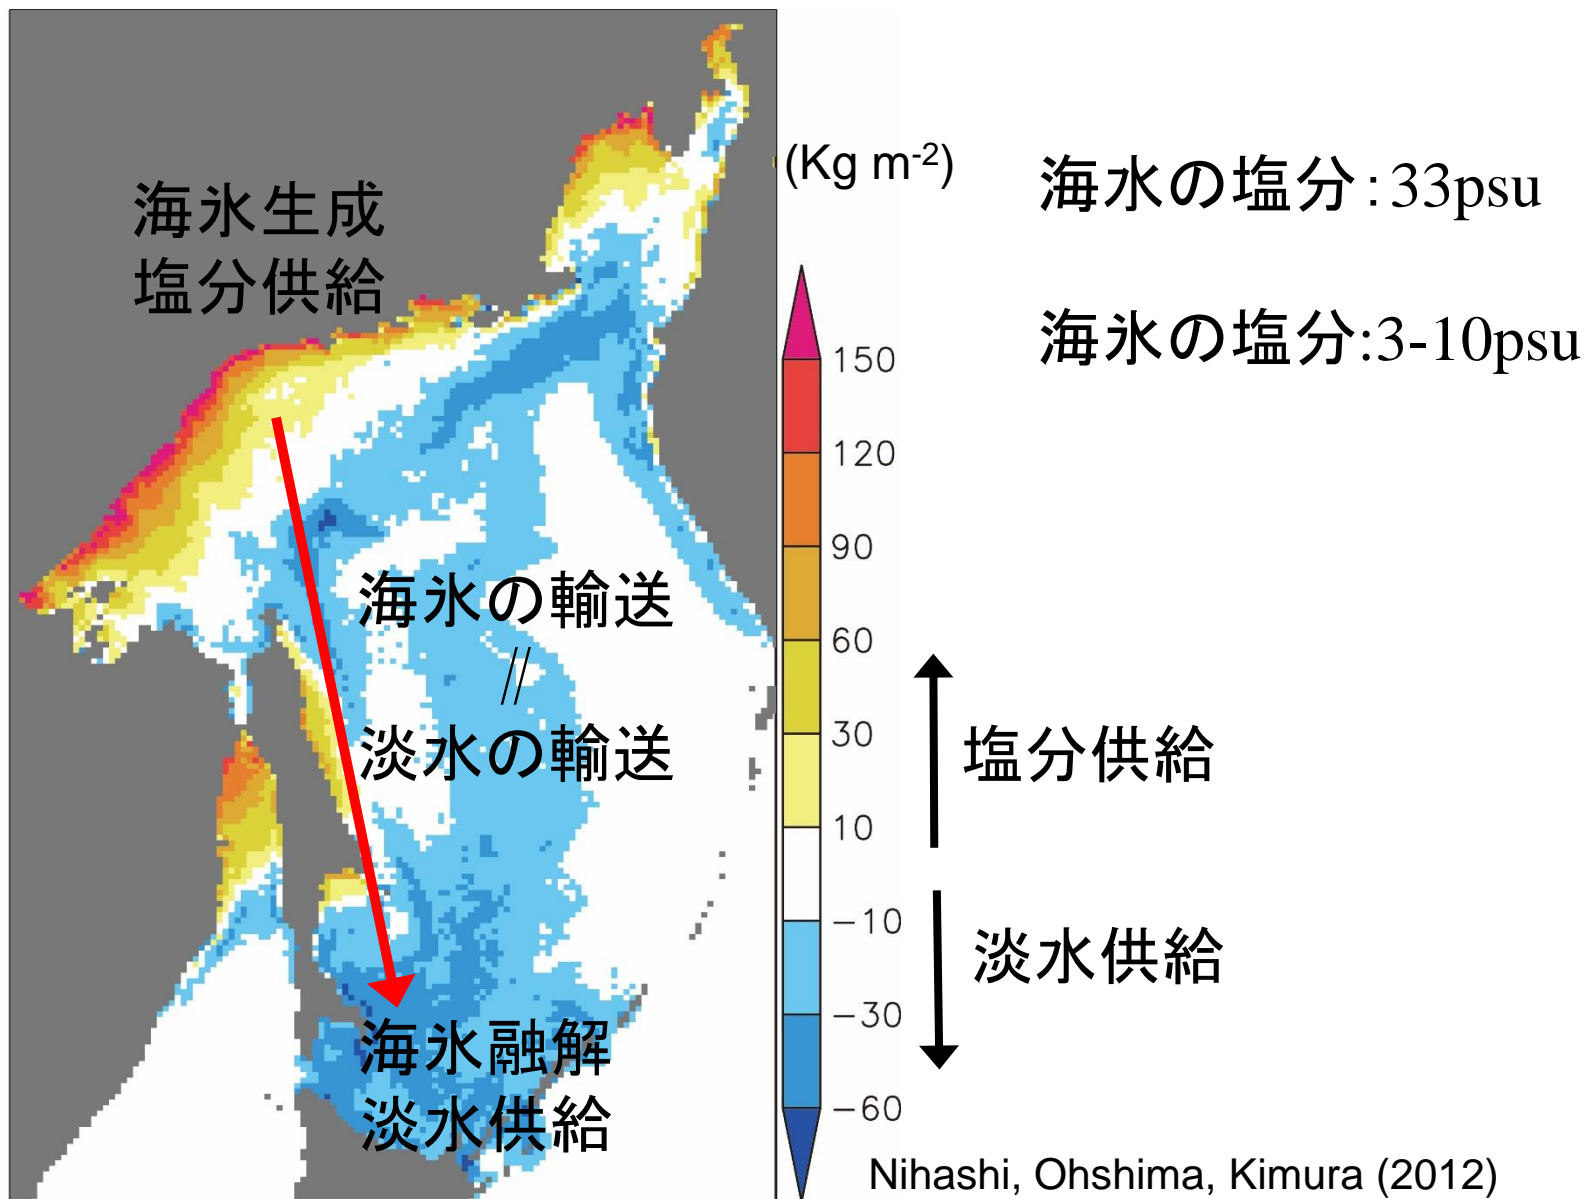 (Kg m-2)
海水の塩分：33psu
海氷生成
塩分供給
海氷の塩分:3-10psu
150
120
90
60
30
10
−10
−30
−60
海氷の輸送
//
淡水の輸送
塩分供給
淡水供給
海氷融解
淡水供給
Nihashi, Ohshima, Kimura (2012)